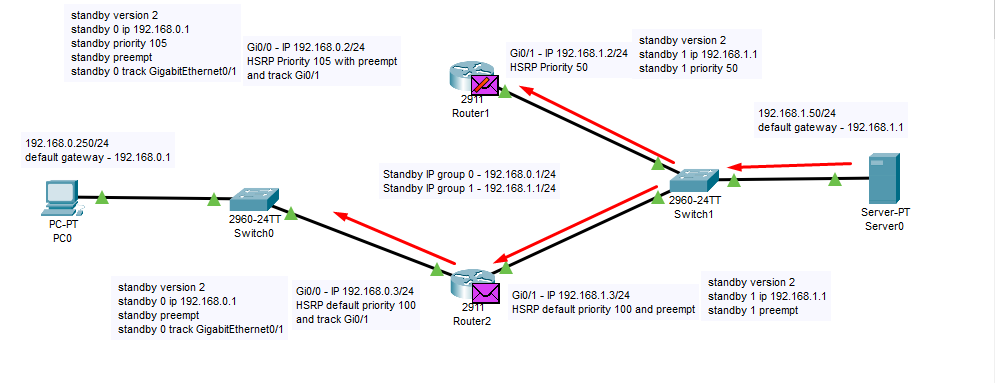 standby version 2
standby 0 ip 192.168.0.1
standby priority 105
standby preempt
standby 0 track GigabitEthernet0/1
Gi0/0 - IP 192.168.0.2/24
HSRP Priority 105 with preempt
and track Gi0/1
Gi0/1 - IP 192.168.1.2/24
HSRP Priority 50
standby version 2
standby 1 ip 192.168.1.1
standby 1 priority 50
2911
Router1
192.168.1.50/24
default gateway - 192.168.1.1
192.168.0.250/24
default gateway - 192.168.0.1
Standby IP group 0 - 192.168.0.1/24
Standby IP group 1 - 192.168.1.1/24
PC-PT
PC0
2960-24TT
Switch0
2960-24TT
Switch1
Server-PT
Server0
standby version 2
standby 0 ip 192.168.0.1
standby preempt
standby 0 track GigabitEthernet0/1
Gi0/0 - IP 192.168.0.3/24
HSRP default priority 100
and track Gi0/1
2911
Router2
Gi0/1 - IP 192.168.1.3/24
HSRP default priority 100 and preempt
standby version 2
standby 1 ip 192.168.1.1
standby 1 preempt